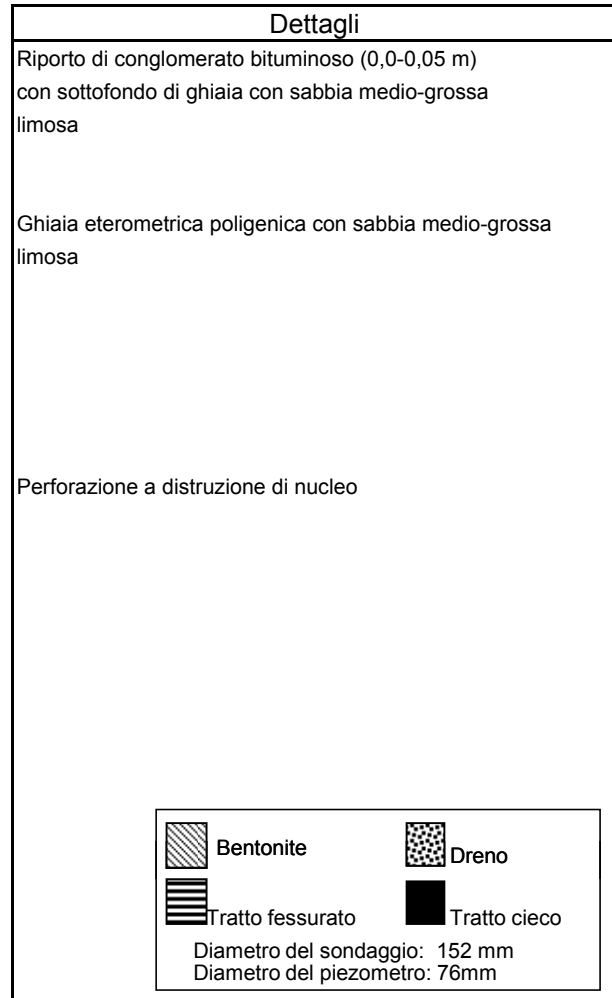 Dettagli
Riporto di conglomerato bituminoso (0,0-0,05 m)
con sottofondo di ghiaia con sabbia medio-grossa
limosa
Ghiaia eterometrica poligenica con sabbia medio-grossa
limosa
Perforazione a distruzione di nucleo
Bentonite
Dreno
Tratto fessurato
Tratto cieco
Diametro del sondaggio: 152 mm
Diametro del piezometro: 76mm